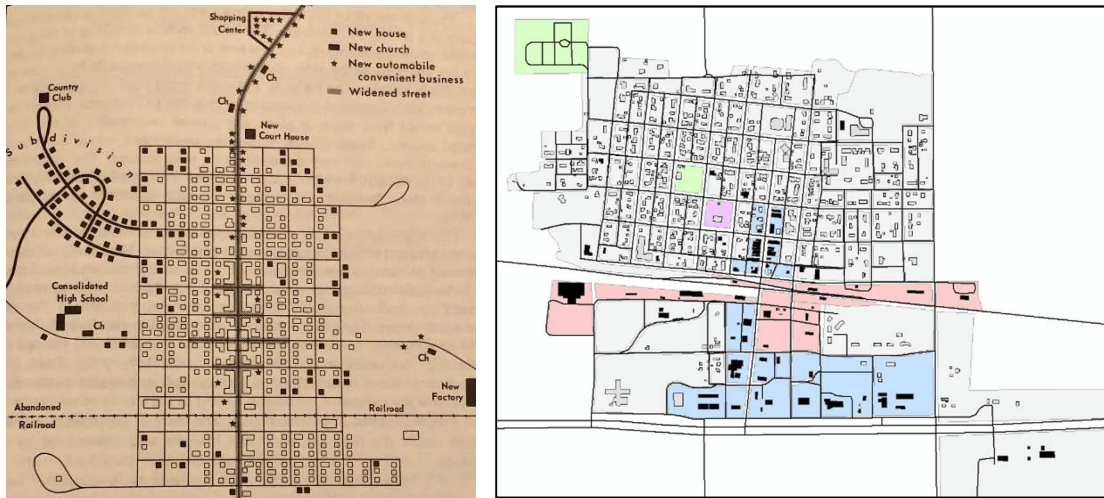 Shopping
Center
New house
New church
New automobile
convenient business
Widened street
Ch
Ch
Country
Club
New
Court House
Subdivision
Consolidated
High School
Ch
Ch
New
Factory
Abandoned
Railroad
Railroad